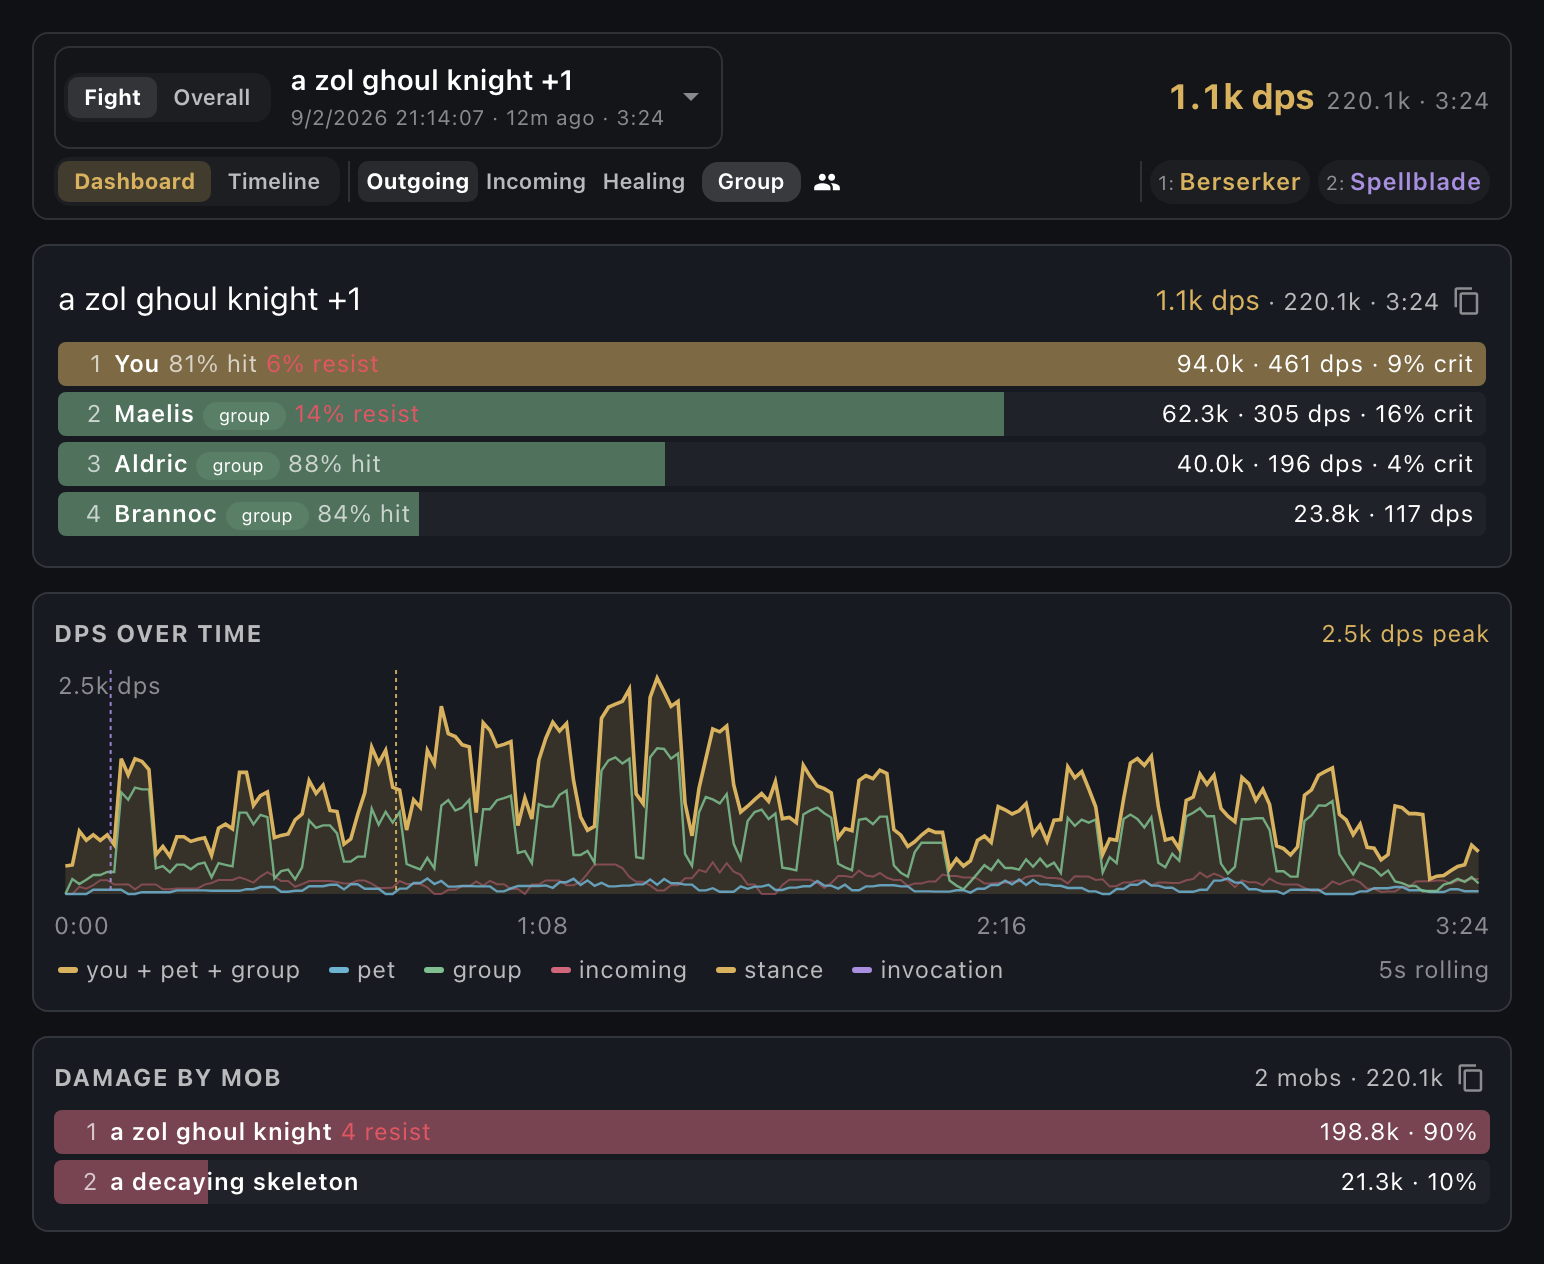 Fight Overall a zol ghoul knight +1
9/2/2026 21:14:07 · 12m ago · 3:24
1.1k dps 220.1k · 3:24
Dashboard Timeline Outgoing Incoming Healing Group 1: Berserker 2: Spellblade
a zol ghoul knight +1 1.1k dps · 220.1k · 3:24
1 You 81% hit 6% resist 94.0k · 461 dps · 9% crit
2 Maelis group 14% resist 62.3k · 305 dps · 16% crit
3 Aldric group 88% hit 40.0k · 196 dps · 4% crit
4 Brannoc group 84% hit 23.8k · 117 dps
DPS OVER TIME 2.5k dps peak
2.5k dps
0:00 1:08 2:16 3:24
you + pet + group pet group incoming stance invocation 5s rolling
DAMAGE BY MOB 2 mobs · 220.1k
1 a zol ghoul knight 4 resist 198.8k · 90%
2 a decaying skeleton 21.3k · 10%